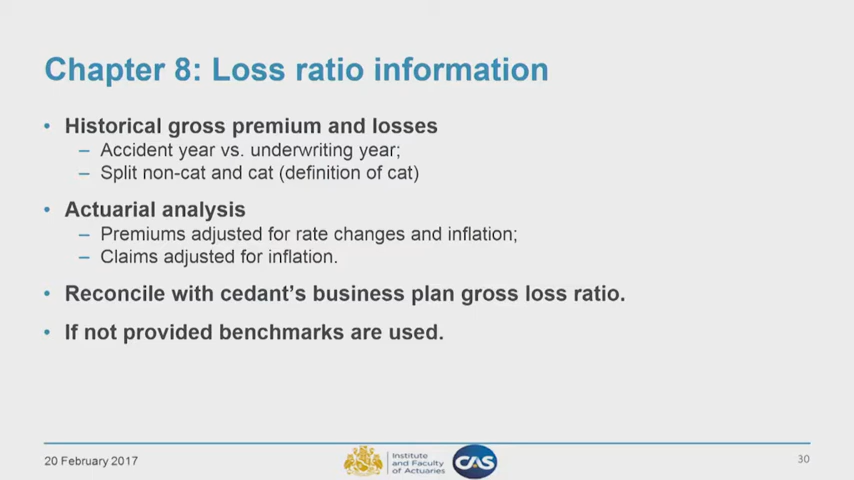 Chapter 8: Loss ratio information
• Historical gross premium and losses
– Accident year vs. underwriting year;
– Split non-cat and cat (definition of cat)
• Actuarial analysis
– Premiums adjusted for rate changes and inflation;
– Claims adjusted for inflation.
• Reconcile with cedant's business plan gross loss ratio.
• If not provided benchmarks are used.
20 February 2017
Institute
and Faculty
of Actuaries
CAS
30